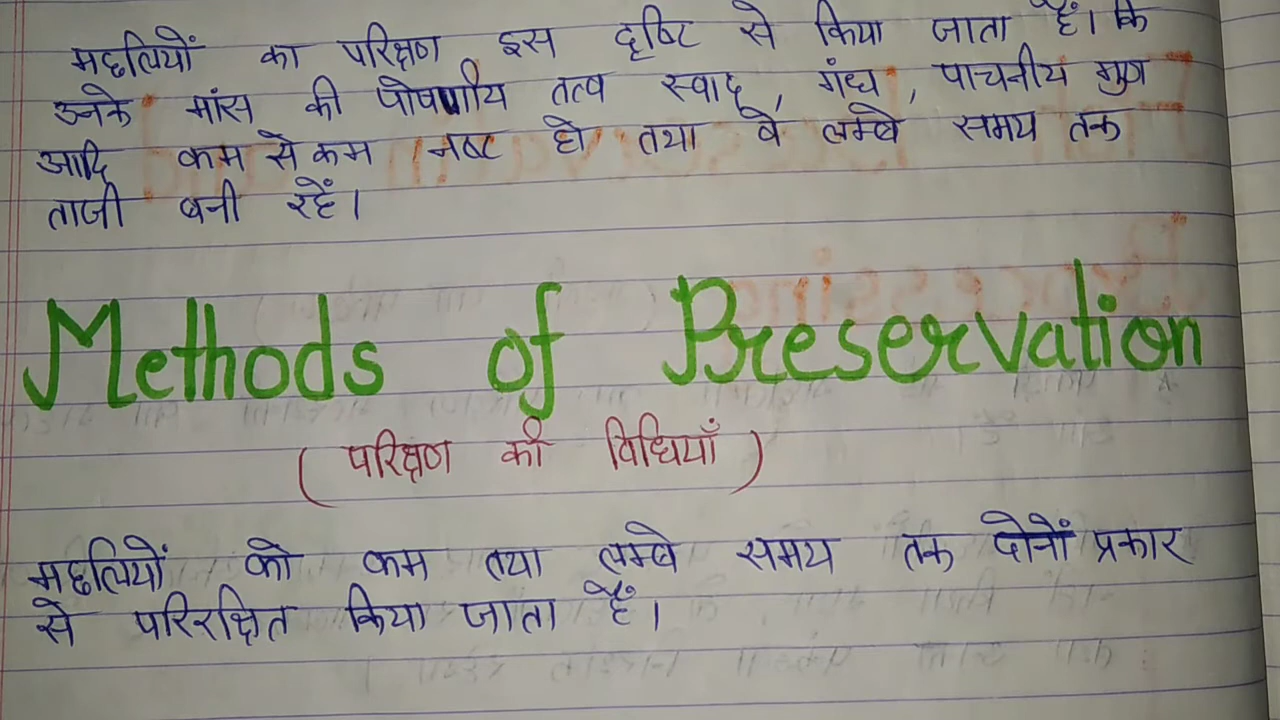 मछलियों का परिक्षण इस दृष्टि से किया जाता हैं। कि
उनके मांस की पोषणीय तत्व स्वाद, गंध, पाचनीय गुण
आदि कम से कम नष्ट हो तथा वे लम्बे समय तक
ताजी बनी रहें।
Methods of Preservation
( परिक्षण की विधियाँ )
मछलियों को कम तथा लम्बे समय तक दोनों प्रकार
से परिरक्षित किया जाता हैं।